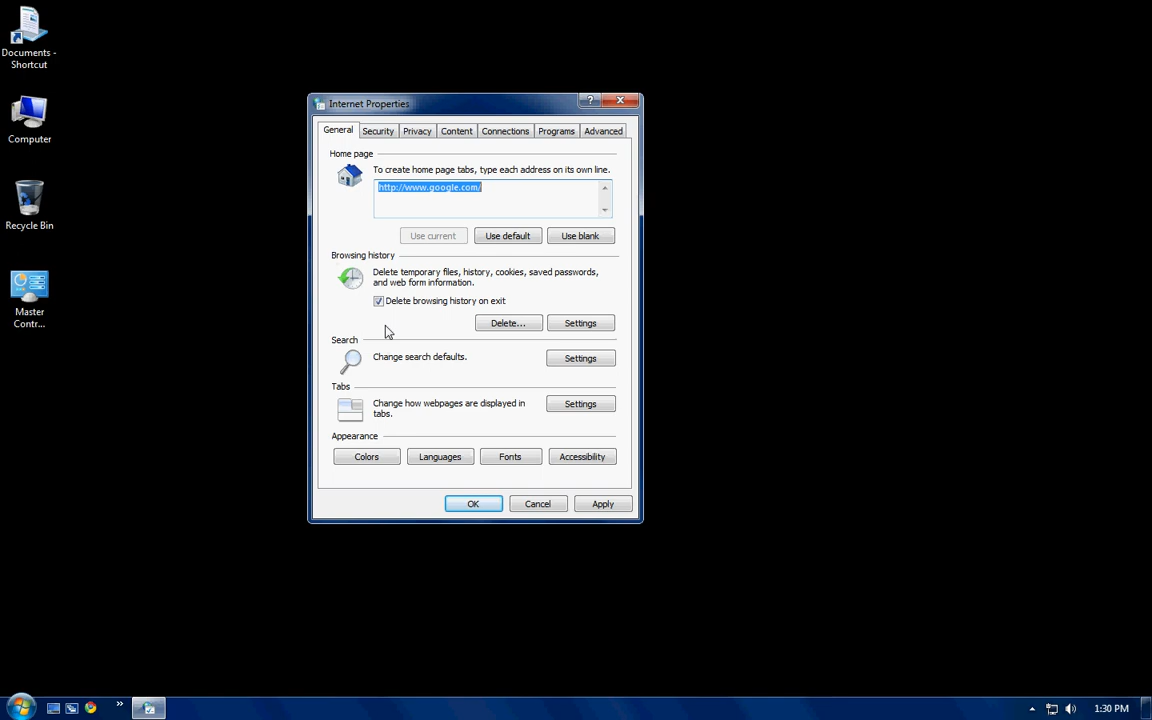 Documents -
Shortcut
Computer
Recycle Bin
Master
Contr...
Internet Properties
?
General Security Privacy Content Connections Programs Advanced
Home page
To create home page tabs, type each address on its own line.
http://www.google.com/
Use current Use default Use blank
Browsing history
Delete temporary files, history, cookies, saved passwords,
and web form information.
Delete browsing history on exit
Delete... Settings
Search
Change search defaults. Settings
Tabs
Change how webpages are displayed in
tabs.
Settings
Appearance
Colors Languages Fonts Accessibility
OK Cancel Apply
1:30 PM